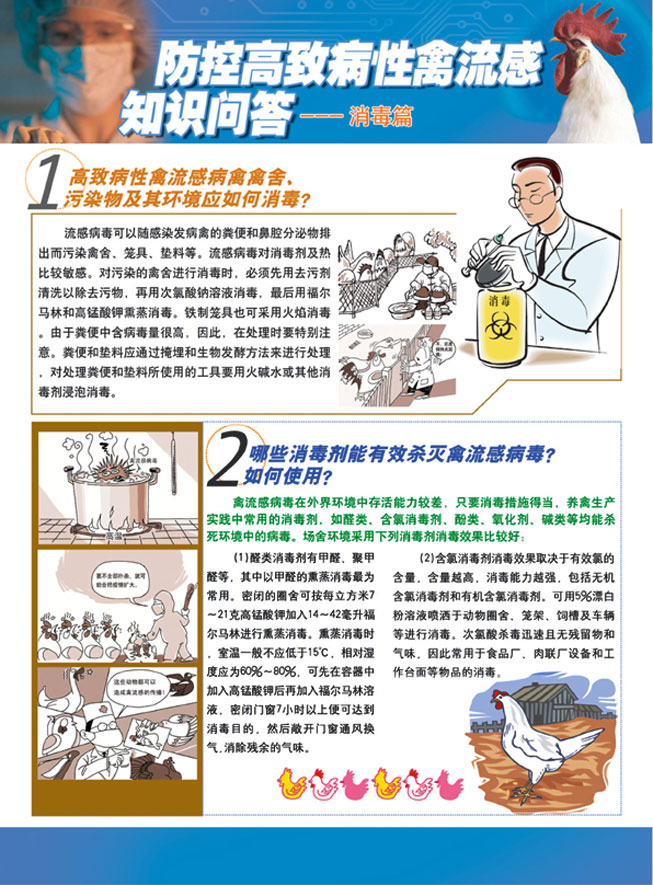 防控高致病性禽流感
知识问答——消毒篇
1
高致病性禽流感病禽禽舍、
污染物及其环境应如何消毒?
流感病毒可以随感染发病禽的粪便和鼻腔分泌物排
出而污染禽舍、笼具、垫料等。流感病毒对消毒剂及热
比较敏感。对污染的禽舍进行消毒时，必须先用去污剂
清洗以除去污物，再用次氯酸钠溶液消毒，最后用福尔
马林和高锰酸钾熏蒸消毒。铁制笼具也可采用火焰消毒
。由于粪便中含病毒量很高，因此，在处理时要特别注
意。粪便和垫料应通过掩埋和生物发酵方法来进行处理
，对处理粪便和垫料所使用的工具要用火碱水或其他消
毒剂浸泡消毒。
消毒
禽流感病毒
高温
要不全部扑杀，就可
能会把疫情扩大！
这些动物都可以
造成禽流感的传播！
2
哪些消毒剂能有效杀灭禽流感病毒?
如何使用?
禽流感病毒在外界环境中存活能力较差，只要消毒措施得当，养禽生产
实践中常用的消毒剂，如醛类、含氯消毒剂、酚类、氧化剂、碱类等均能杀
死环境中的病毒。场舍环境采用下列消毒剂消毒效果比较好：
(1)醛类消毒剂有甲醛、聚甲
醛等，其中以甲醛的熏蒸消毒最为
常用。密闭的圈舍可按每立方米7
～21克高锰酸钾加入14～42毫升福
尔马林进行熏蒸消毒。熏蒸消毒时
，室温一般不应低于15℃，相对湿
度应为60%～80%，可先在容器中
加入高锰酸钾后再加入福尔马林溶
液，密闭门窗7小时以上便可达到
消毒目的，然后敞开门窗通风换
气，消除残余的气味。
(2)含氯消毒剂消毒效果取决于有效氯的
含量，含量越高，消毒能力越强，包括无机
含氯消毒剂和有机含氯消毒剂。可用5%漂白
粉溶液喷洒于动物圈舍、笼架、饲槽及车辆
等进行消毒。次氯酸杀毒迅速且无残留物和
气味，因此常用于食品厂、肉联厂设备和工
作台面等物品的消毒。